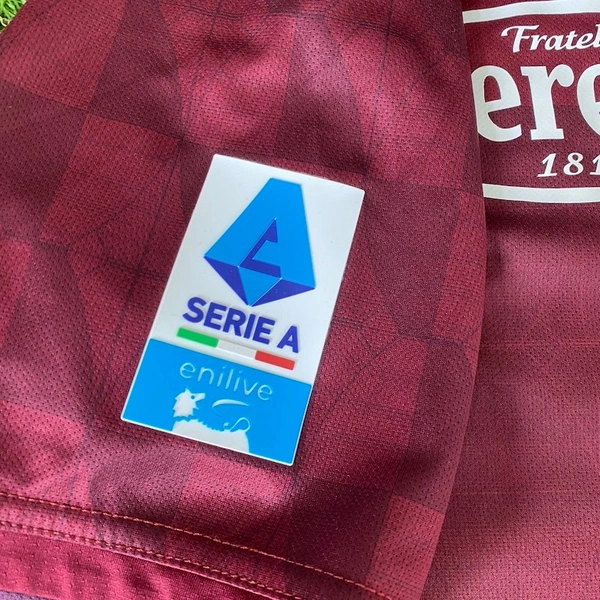 Fratel
ere
181
SERIE A
enilive